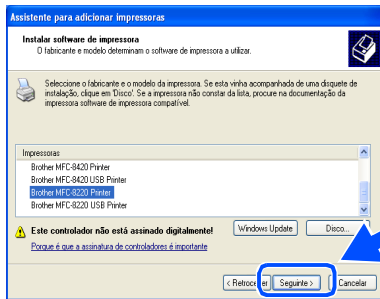 Assistente para adicionar impressoras
Instalar software de impressora
O fabricante e modelo determinam o software de impressora a utilizar.
Seleccione o fabricante e o modelo da impressora. Se esta vinha acompanhada de uma disquete de
instalação, clique em 'Disco'. Se a impressora não constar da lista, procure na documentação da
impressora software de impressora compatível.
Impressoras
Brother MFC-8420 Printer
Brother MFC-8420 USB Printer
Brother MFC-8220 Printer
Brother MFC-8220 USB Printer
Este controlador não está assinado digitalmente!
Porque é que a assinatura de controladores é importante
Windows Update
Disco...
< Retroceder
Seguinte >
Cancelar